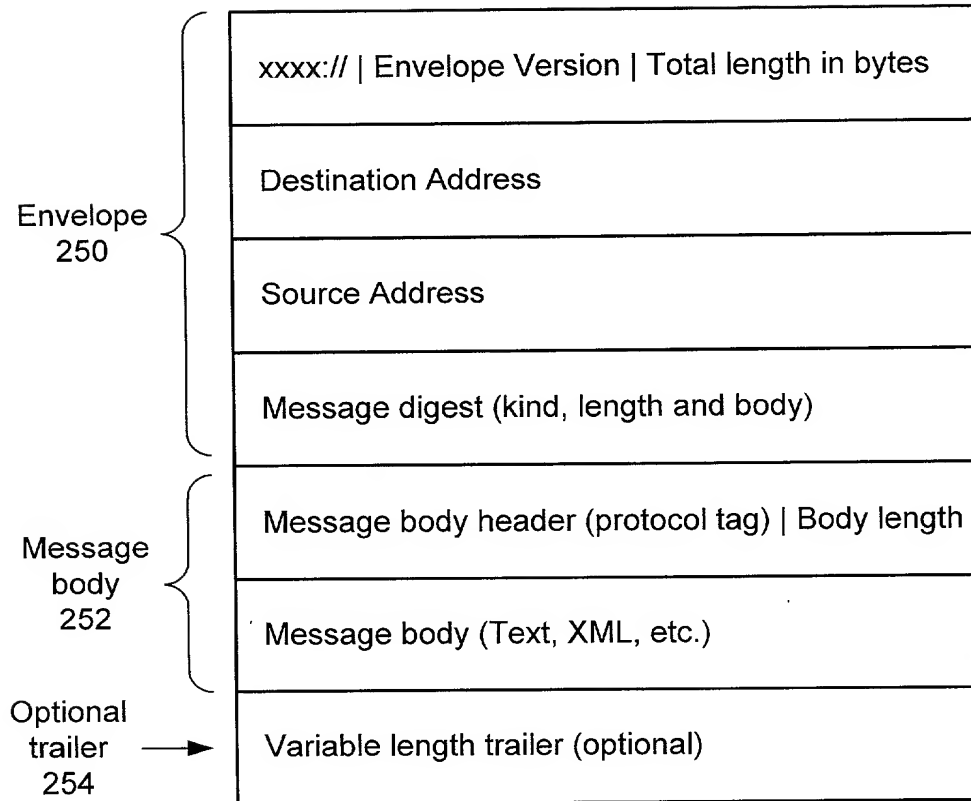 xxxx:// | Envelope Version | Total length in bytes
Destination Address
Envelope
250
Source Address
Message digest (kind, length and body)
Message body header (protocol tag) | Body length
Message
body
252
Message body (Text, XML, etc.)
Optional
trailer
254
Variable length trailer (optional)